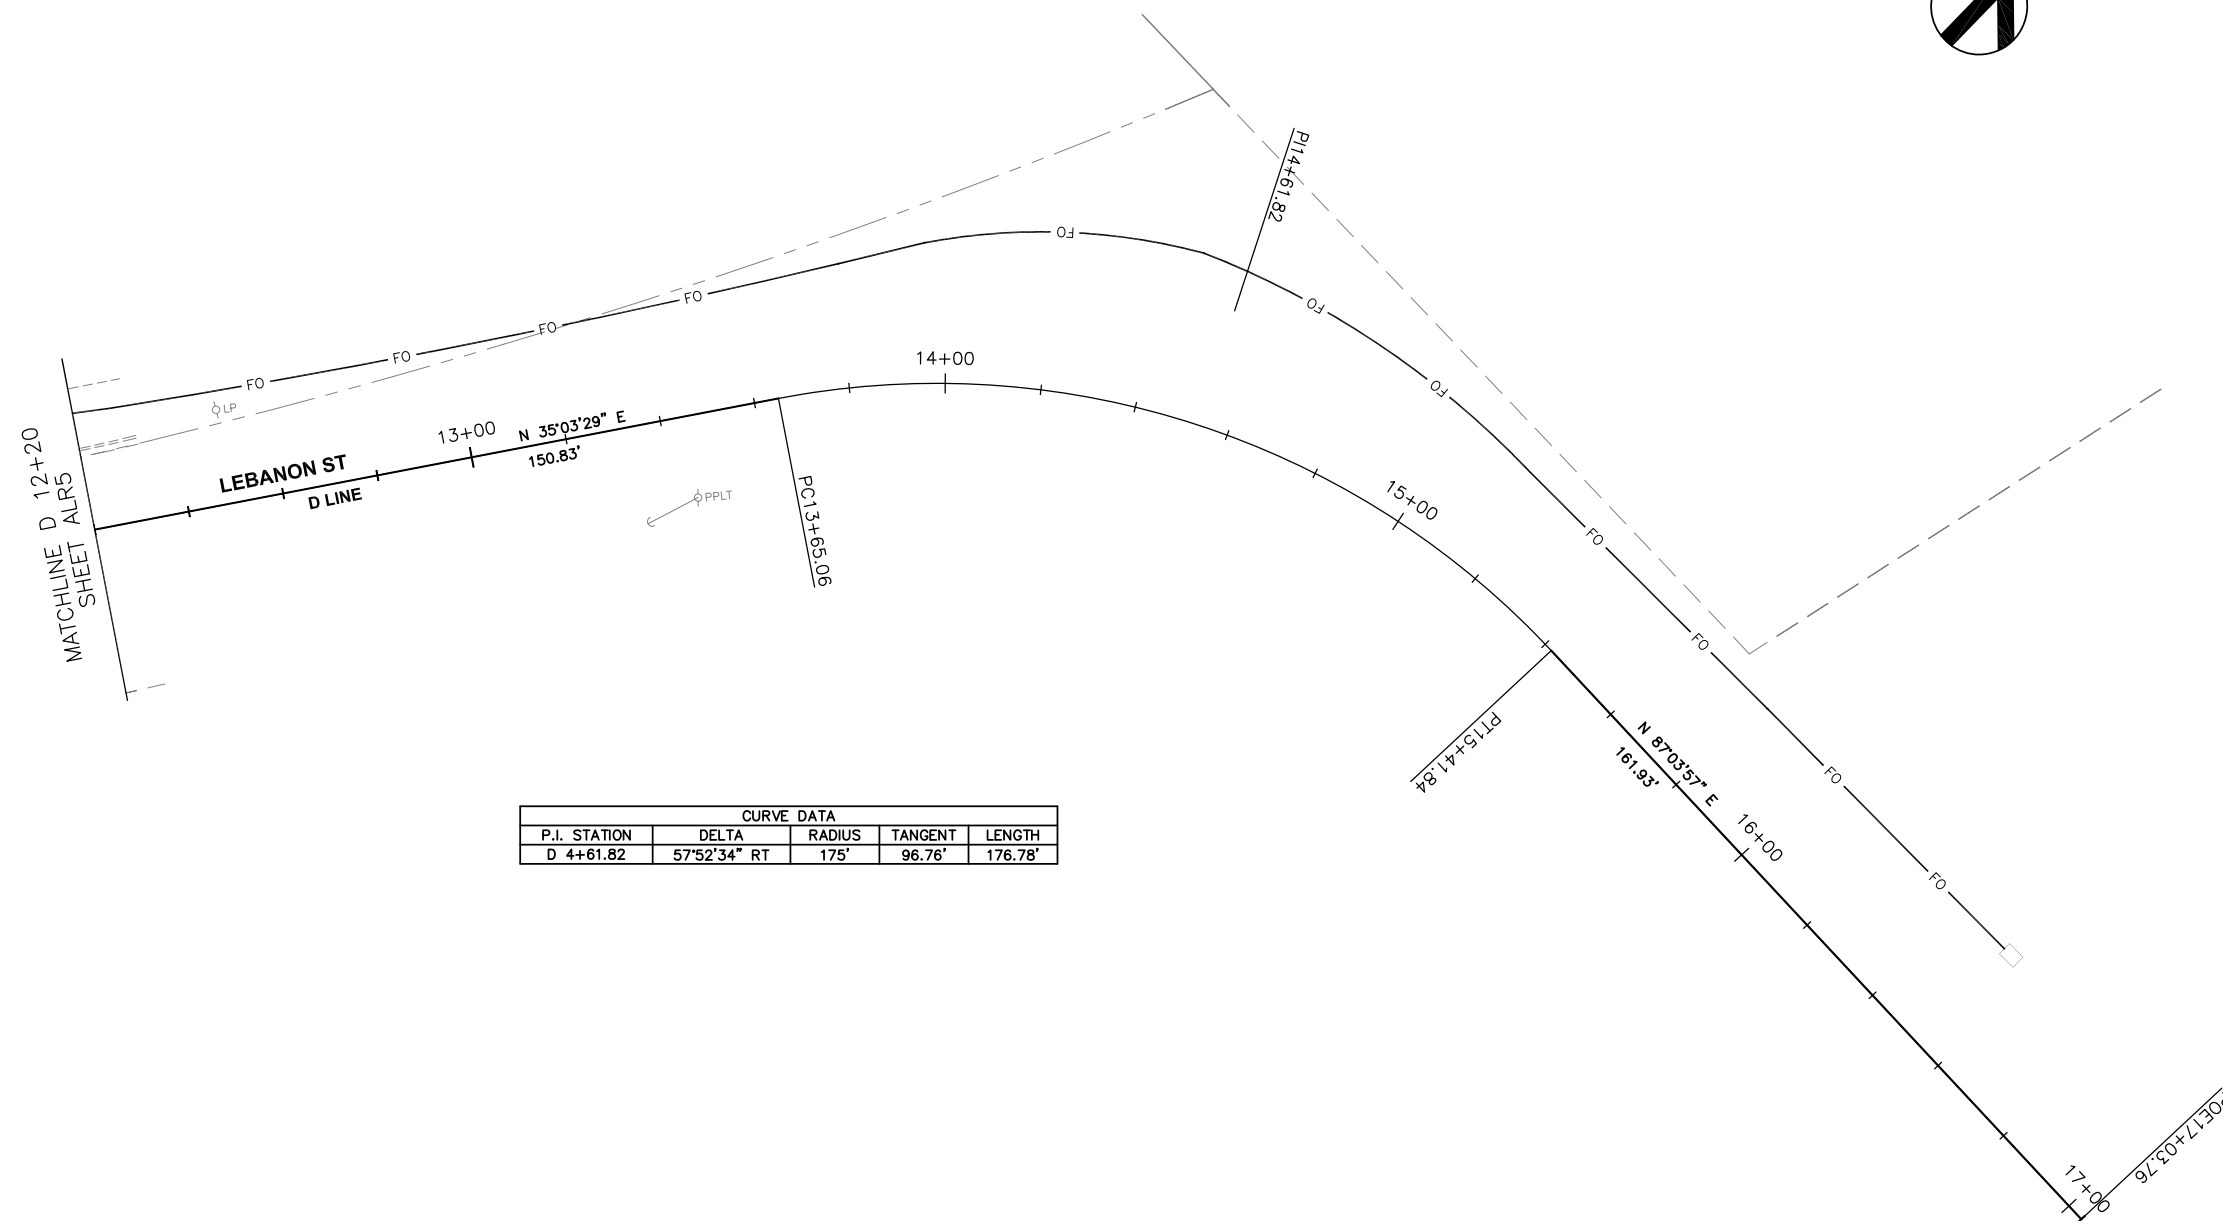 PI14+61.82
FO
FO
FO
FO
FO
FO
FO
FO
FO
FO
FO
LP
14+00
13+00
N 35°03'29" E
150.83'
LEBANON ST
D LINE
MATCHLINE D 12+20
SHEET ALR5
PPLT
PC13+65.06
15+00
PT15+41.84
N 87°03'57" E
161.93'
16+00
CURVE DATA
P.I. STATION DELTA RADIUS TANGENT LENGTH
D 4+61.82 57°52'34" RT 175' 96.76' 176.78'
17+00
OE17+03.76